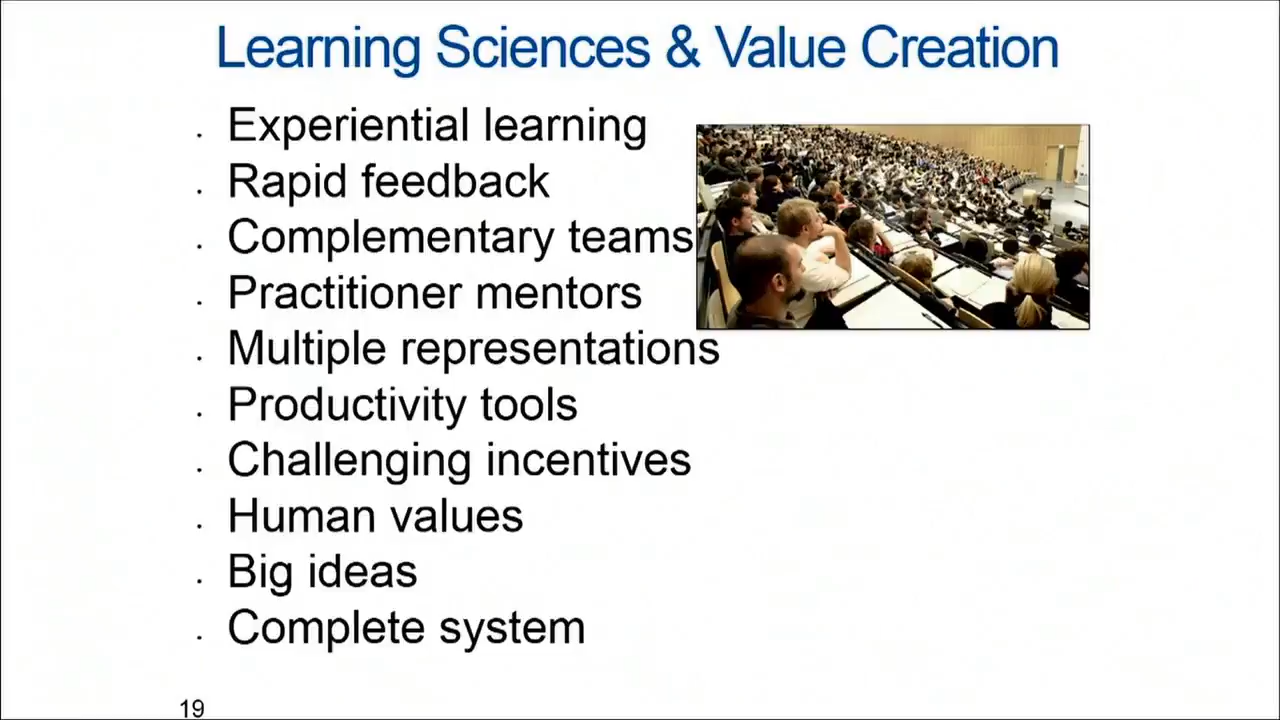 Learning Sciences & Value Creation
. Experiential learning
. Rapid feedback
. Complementary teams
. Practitioner mentors
. Multiple representations
. Productivity tools
. Challenging incentives
. Human values
. Big ideas
. Complete system
19